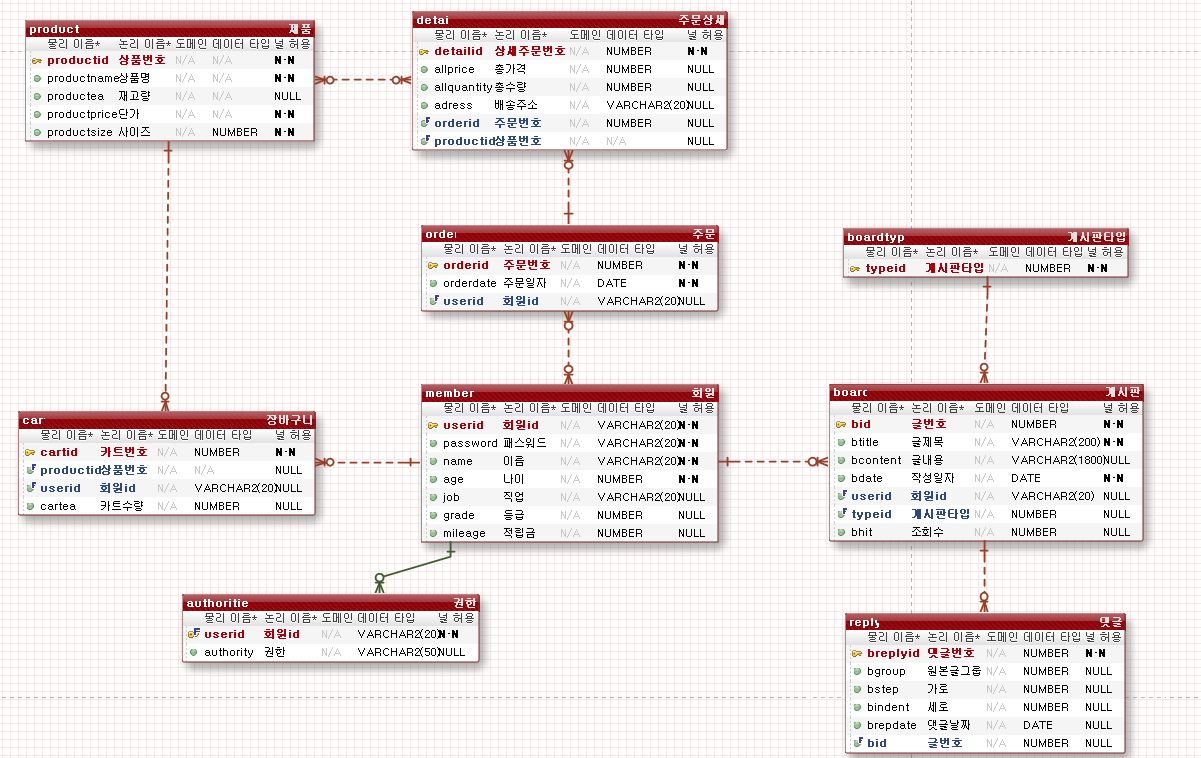 product 제품
물리 이름* 논리 이름* 도메인 데이터 타입 널 허용
productid 상품번호 N/A N/A N-N
productname 상품명 N/A N/A N-N
productea 재고량 N/A N/A NULL
productprice 단가 N/A N/A N-N
productsize 사이즈 N/A NUMBER N-N
detai 주문상세
물리 이름* 논리 이름* 도메인 데이터 타입 널 허용
detailid 상세주문번호 N/A NUMBER N-N
allprice 총가격 N/A NUMBER NULL
allquantity 총수량 N/A NUMBER NULL
adress 배송주소 N/A VARCHAR2(20) NULL
orderid 주문번호 N/A NUMBER NULL
productid 상품번호 N/A N/A NULL
orde 주문
물리 이름* 논리 이름* 도메인 데이터 타입 널 허용
orderid 주문번호 N/A NUMBER N-N
orderdate 주문일자 N/A DATE N-N
userid 회원id N/A VARCHAR2(20) NULL
boardtyp 게시판타입
물리 이름* 논리 이름* 도메인 데이터 타입 널 허용
typeid 게시판타입 N/A NUMBER N-N
car 장바구니
물리 이름* 논리 이름* 도메인 데이터 타입 널 허용
cartid 카트번호 N/A NUMBER N-N
productid 상품번호 N/A N/A NULL
userid 회원id N/A VARCHAR2(20) NULL
cartea 카트수량 N/A NUMBER NULL
member 회원
물리 이름* 논리 이름* 도메인 데이터 타입 널 허용
userid 회원id N/A VARCHAR2(20) N-N
password 패스워드 N/A VARCHAR2(20) N-N
name 이름 N/A VARCHAR2(20) N-N
age 나이 N/A NUMBER N-N
job 직업 N/A VARCHAR2(20) NULL
grade 등급 N/A NUMBER NULL
mileage 적립금 N/A NUMBER NULL
boarc 게시판
물리 이름* 논리 이름* 도메인 데이터 타입 널 허용
bid 글번호 N/A NUMBER N-N
btitle 글제목 N/A VARCHAR2(200) N-N
bcontent 글내용 N/A VARCHAR2(1800) NULL
bdate 작성일자 N/A DATE N-N
userid 회원id N/A VARCHAR2(20) NULL
typeid 게시판타입 N/A NUMBER NULL
bhit 조회수 N/A NUMBER NULL
authoritie 권한
물리 이름* 논리 이름* 도메인 데이터 타입 널 허용
userid 회원id N/A VARCHAR2(20) N-N
authority 권한 N/A VARCHAR2(50) NULL
reply 댓글
물리 이름* 논리 이름* 도메인 데이터 타입 널 허용
breplyid 댓글번호 N/A NUMBER N-N
bgroup 원본글그룹 N/A NUMBER NULL
bstep 가로 N/A NUMBER NULL
bindent 세로 N/A NUMBER NULL
brepdate 댓글날짜 N/A DATE NULL
bid 글번호 N/A NUMBER NULL